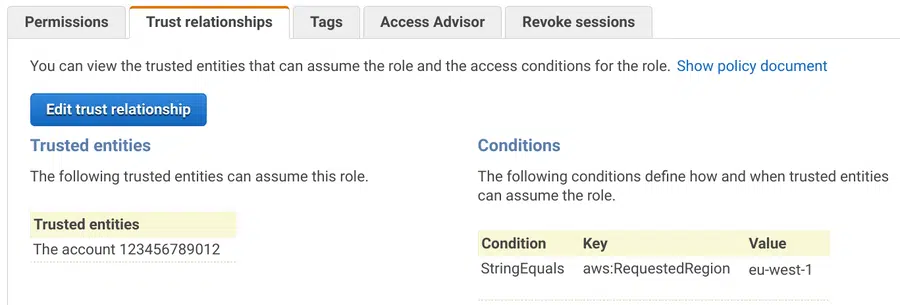 Permissions
Trust relationships
Tags
Access Advisor
Revoke sessions
You can view the trusted entities that can assume the role and the access conditions for the role. Show policy document
Edit trust relationship
Trusted entities
The following trusted entities can assume this role.
Trusted entities
The account 123456789012
Conditions
The following conditions define how and when trusted entities
can assume the role.
Condition Key Value
StringEquals aws:RequestedRegion eu-west-1